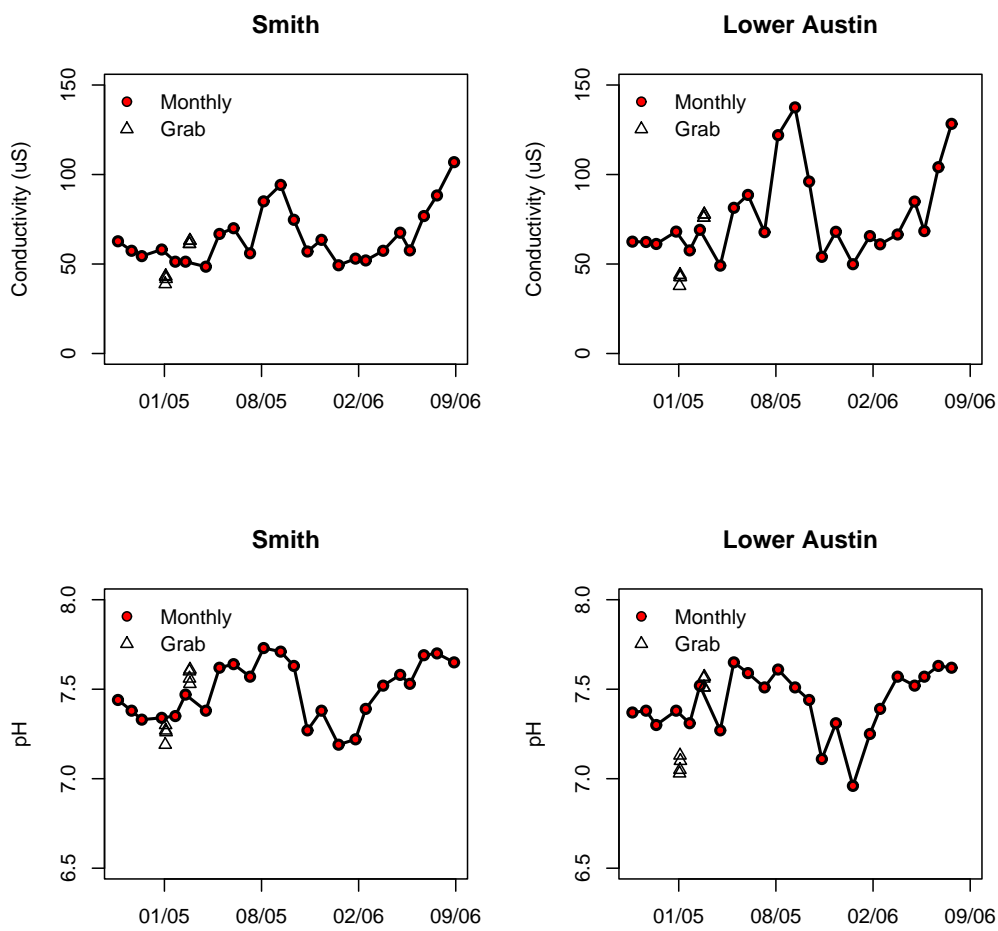 Smith
Conductivity (uS)
150
100
50
0
Monthly
Grab
01/05 08/05 02/06 09/06
Lower Austin
Conductivity (uS)
150
100
50
0
Monthly
Grab
01/05 08/05 02/06 09/06
Smith
pH
8.0
7.5
7.0
6.5
Monthly
Grab
01/05 08/05 02/06 09/06
Lower Austin
pH
8.0
7.5
7.0
6.5
Monthly
Grab
01/05 08/05 02/06 09/06